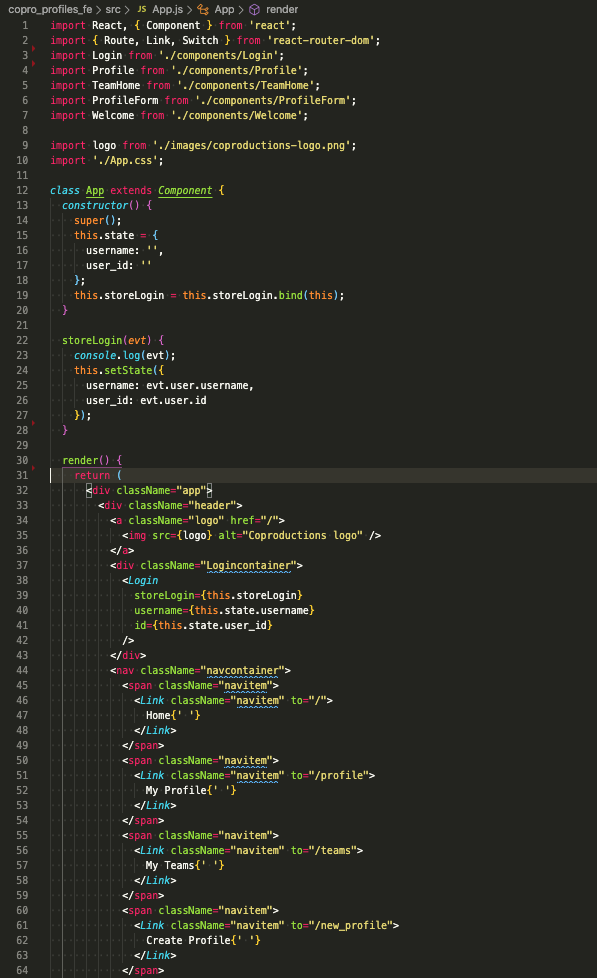 copro_profiles_fe > src > JS App.js > App > render
1 import React, { Component } from 'react';
2 import { Route, Link, Switch } from 'react-router-dom';
3 import Login from './components/Login';
4 import Profile from './components/Profile';
5 import TeamHome from './components/TeamHome';
6 import ProfileForm from './components/ProfileForm';
7 import Welcome from './components/Welcome';
8
9 import logo from './images/coproductions-logo.png';
10 import './App.css';
11
12 class App extends Component {
13   constructor() {
14     super();
15     this.state = {
16       username: '',
17       user_id: ''
18     };
19     this.storeLogin = this.storeLogin.bind(this);
20   }
21
22   storeLogin(evt) {
23     console.log(evt);
24     this.setState({
25       username: evt.user.username,
26       user_id: evt.user.id
27     });
28   }
29
30   render() {
31     return (
32       <div className="app">
33         <div className="header">
34           <a className="logo" href="/">
35             <img src={logo} alt="Coproductions logo" />
36           </a>
37           <div className="Logincontainer">
38             <Login
39               storeLogin={this.storeLogin}
40               username={this.state.username}
41               id={this.state.user_id}
42             />
43           </div>
44           <nav className="navcontainer">
45             <span className="navitem">
46               <Link className="navitem" to="/">
47                 Home{' '}
48               </Link>
49             </span>
50             <span className="navitem">
51               <Link className="navitem" to="/profile">
52                 My Profile{' '}
53               </Link>
54             </span>
55             <span className="navitem">
56               <Link className="navitem" to="/teams">
57                 My Teams{' '}
58               </Link>
59             </span>
60             <span className="navitem">
61               <Link className="navitem" to="/new_profile">
62                 Create Profile{' '}
63               </Link>
64             </span>